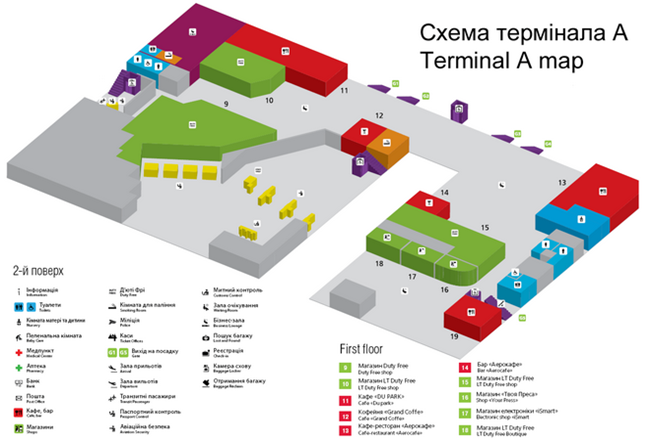 Схема термінала А
Terminal A map
G1
9
10
11
12
13
14
15
18
17
16
19
2-й поверх
Інформація
Information
Туалети
Toilets
Кімната матері та дитини
Nursery
Пеленальна кімната
Baby Care
Медпункт
Medical Centre
Аптека
Pharmacy
Банк
Bank
Пошта
Post Office
Кафе, бар
Cafe, Bar
Магазини
Shops
Д'юті Фрі
Duty Free
Кімната для паління
Smoking Room
Міліція
Police
Каси
Ticket Offices
G1 G5 Вихід на посадку
Gate
Зала прильотів
Arrival
Зала вильотів
Departure
Транзитні пасажири
Transit Passenger
Паспортний контроль
Passport Control
Авіаційна безпека
Aviation Security
Митний контроль
Customs Control
Зала очікування
Waiting Room
Бізнес-зала
Business Lounge
Пошук багажу
Lost and Found
Реєстрація
Check-in
Камера схову
Baggage Locker
Отримання багажу
Baggage Reclaim
First floor
9 Магазин Duty Free
Duty Free shop
10 Магазин LT Duty Free
LT Duty Free shop
11 Кафе «DU PARK»
Cafe «Du park»
12 Кофейня «Grand Coffe»
Cafe «Grand Coffe»
13 Кафе-ресторан «Аерокафе»
Cafe-restaurant «Aerocafe»
14 Бар «Аерокафе»
Bar «Aerocafe»
15 Магазин LT Duty Free
LT Duty Free shop
16 Магазин «Твоя Преса»
Shop «Your Press»
17 Магазин електроніки «Smart»
Electronic shop «Smart»
18 Магазин LT Duty Free
LT Duty Free Boutique